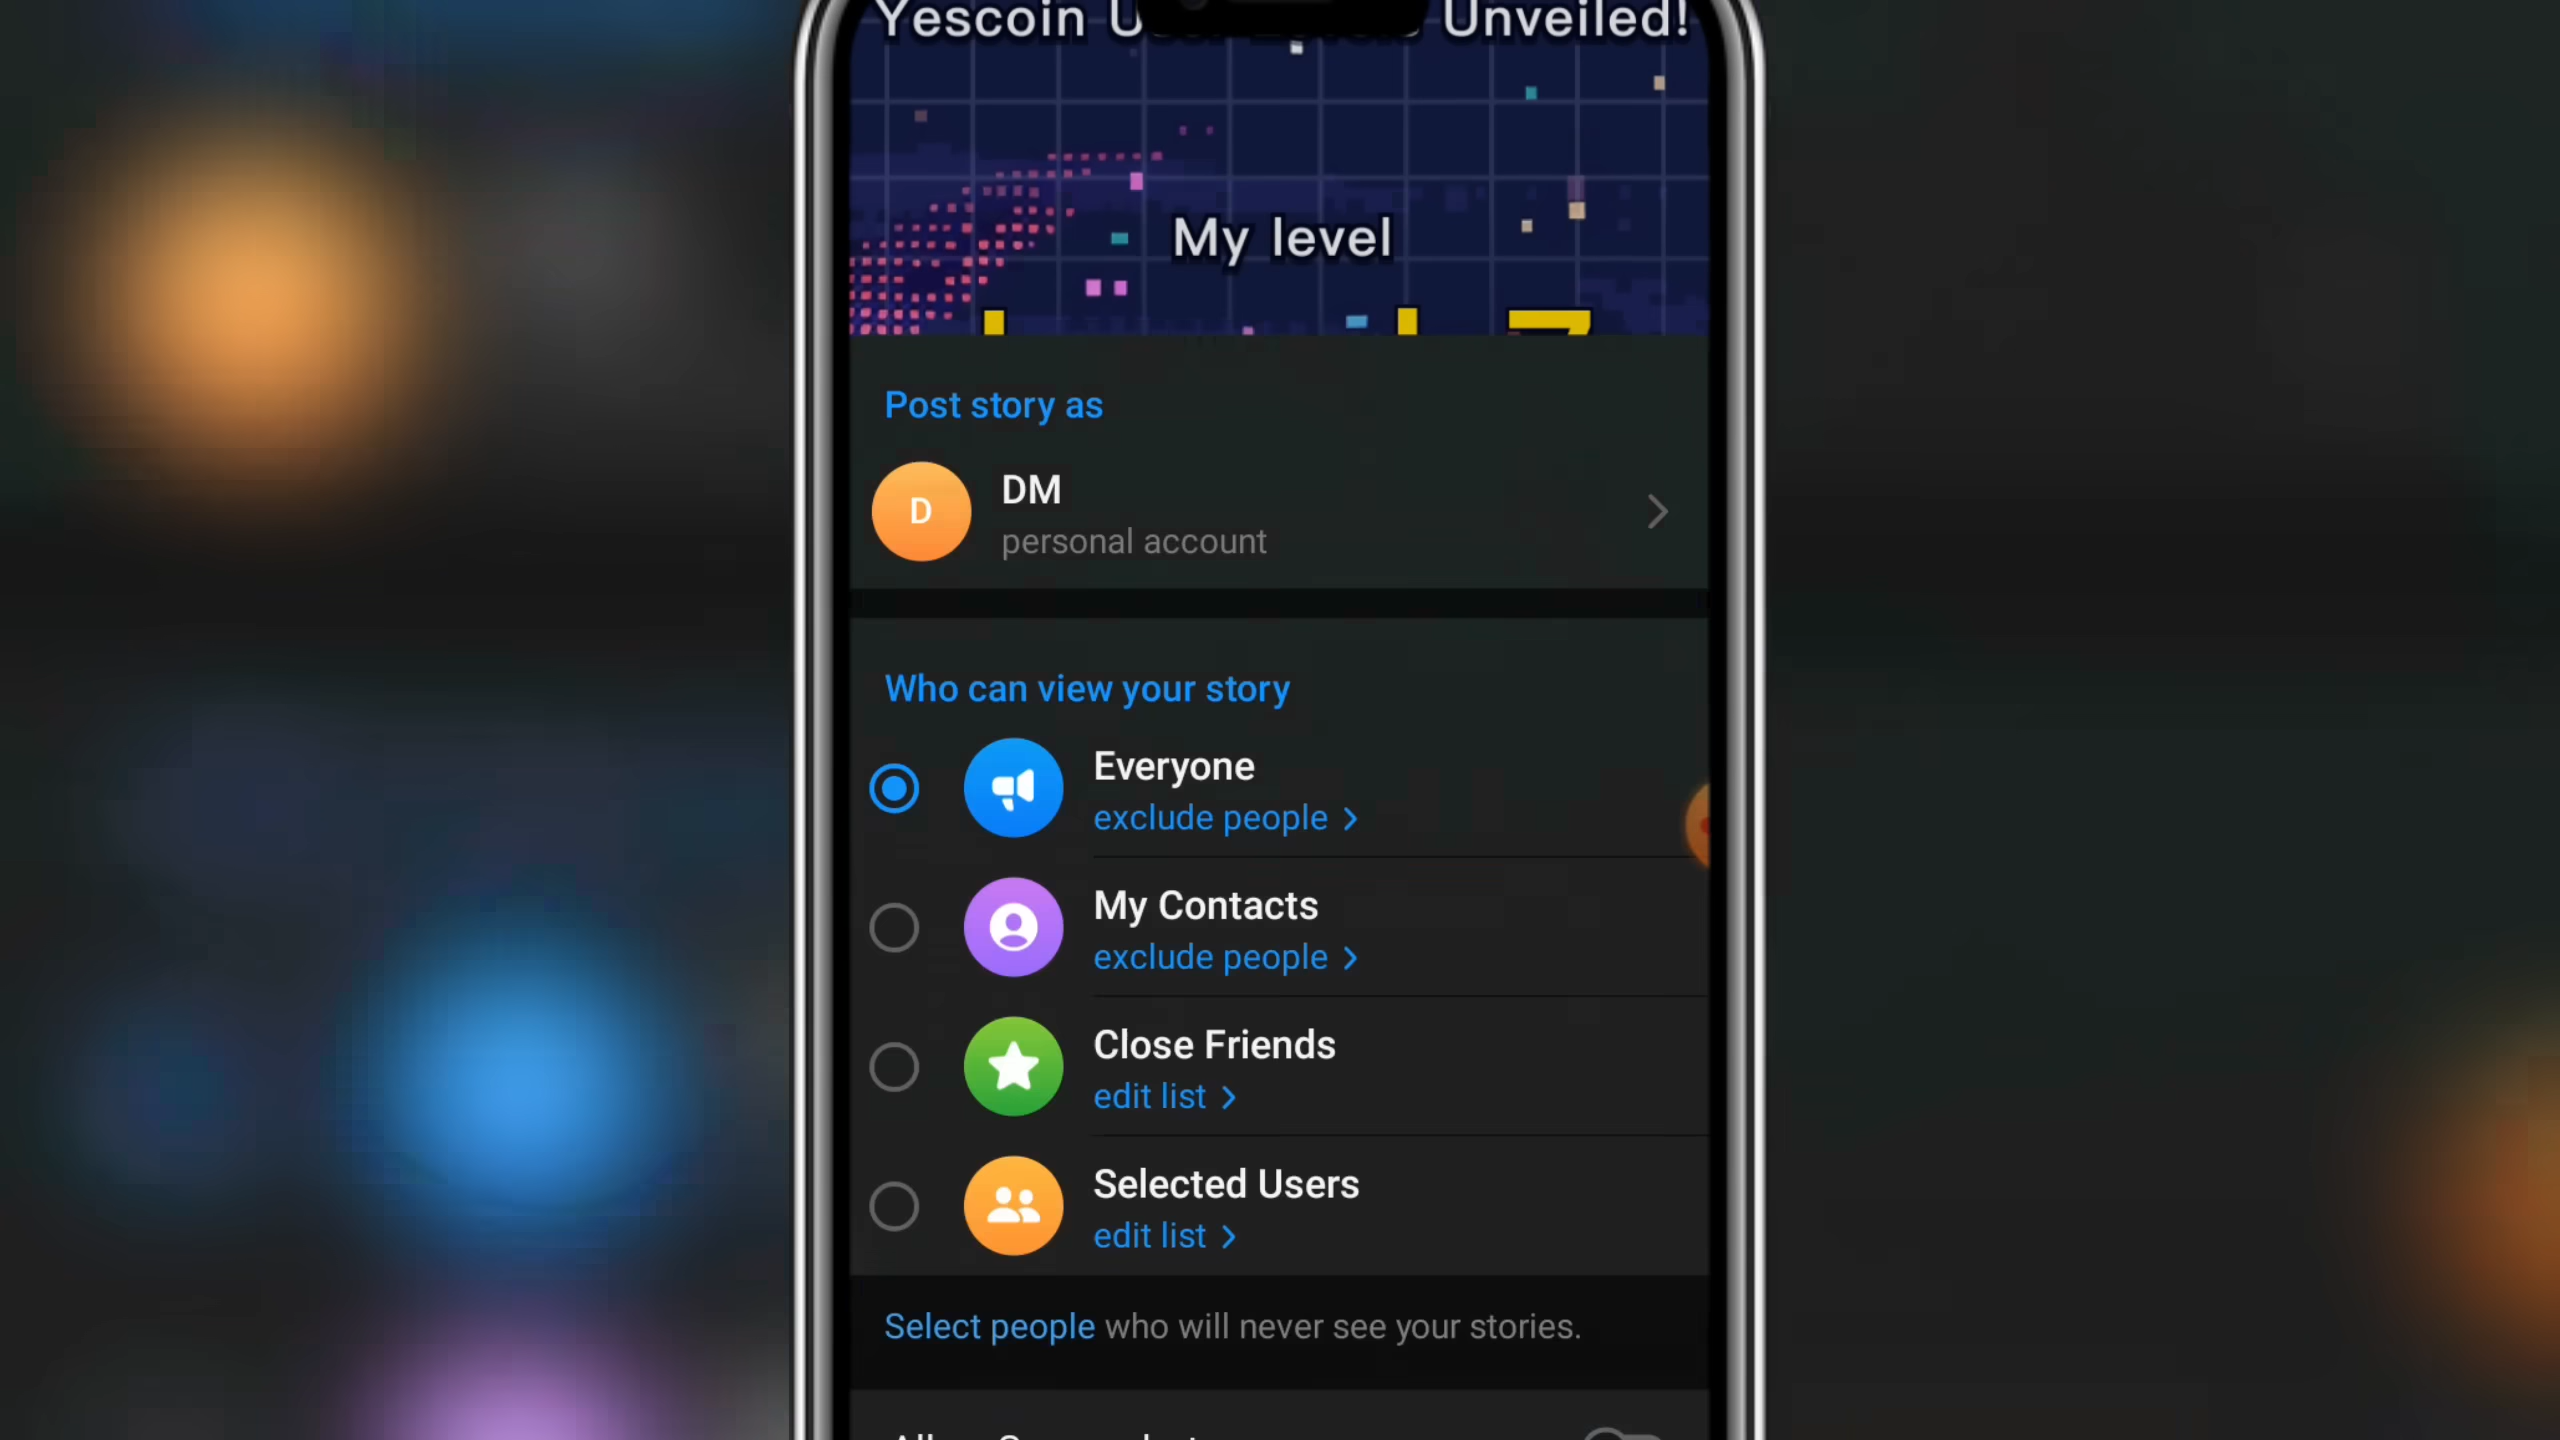 Yescoin Unveiled!
My level
Post story as
D
DM
personal account
Who can view your story
Everyone
exclude people
My Contacts
exclude people
Close Friends
edit list
Selected Users
edit list
Select people who will never see your stories.